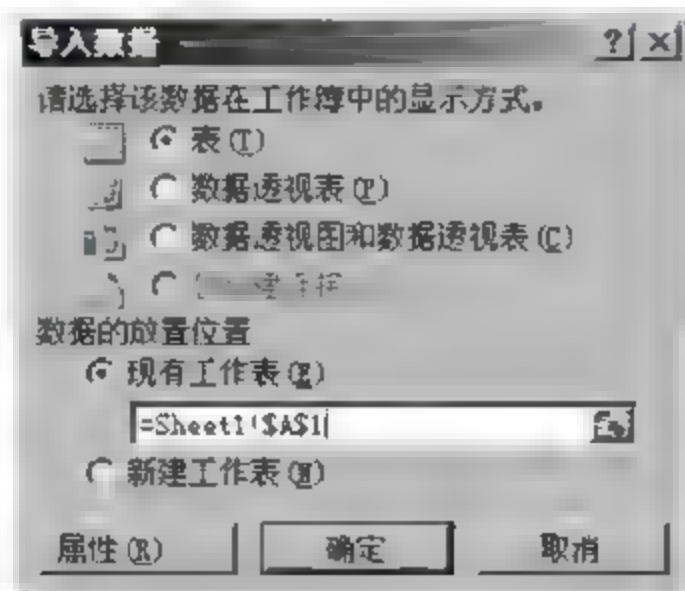 导入数据
请选择该数据在工作簿中的显示方式。
表(T)
数据透视表(P)
数据透视图和数据透视表(C)
数据的放置位置
现有工作表(E)
=Sheet1!$A$1
新建工作表(N)
属性(R) 确定 取消